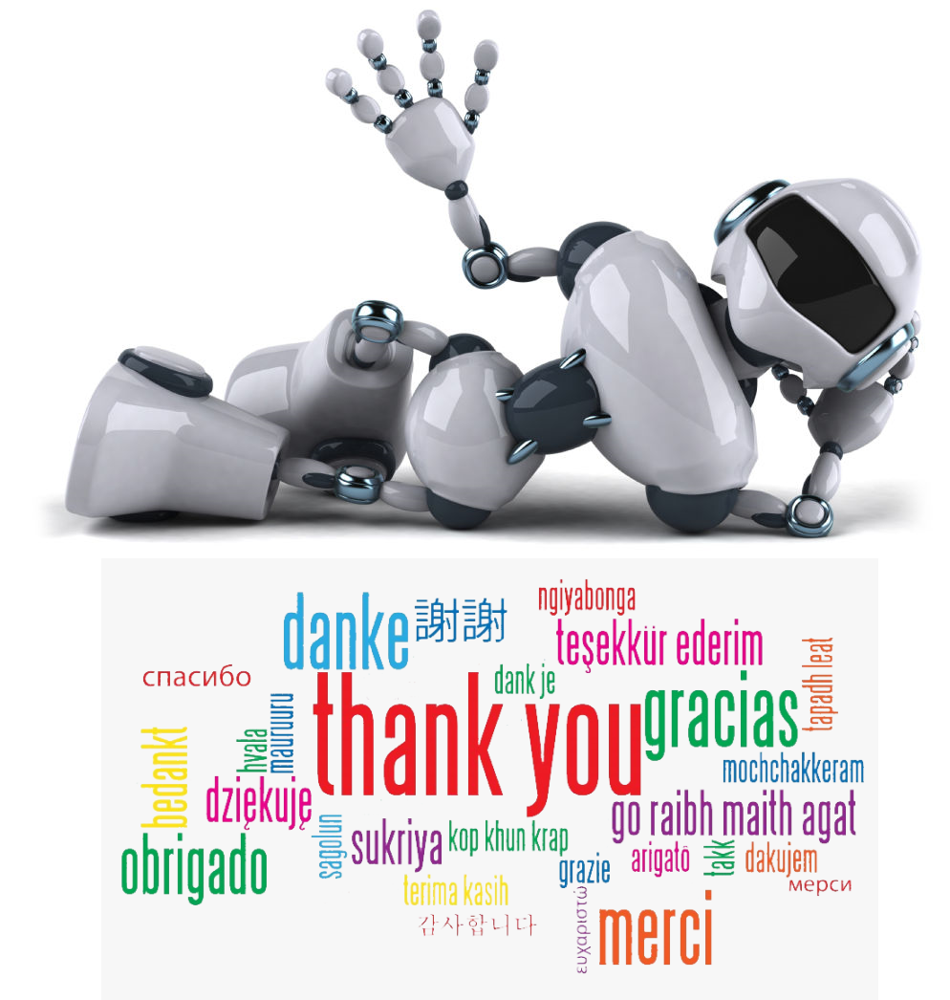 danke
謝謝
ngiyabonga
teşekkür ederim
tapadh leat
спасибо
dank je
thank you
gracias
bedankt
hvala
mauruuru
mochchakkeram
dziękuję
go raibh maith agat
obrigado
sagolun
sukriya
kop khun krap
grazie
arigatō
takk
dakujem
мерси
terima kasih
감사합니다
ευχαριστώ
merci